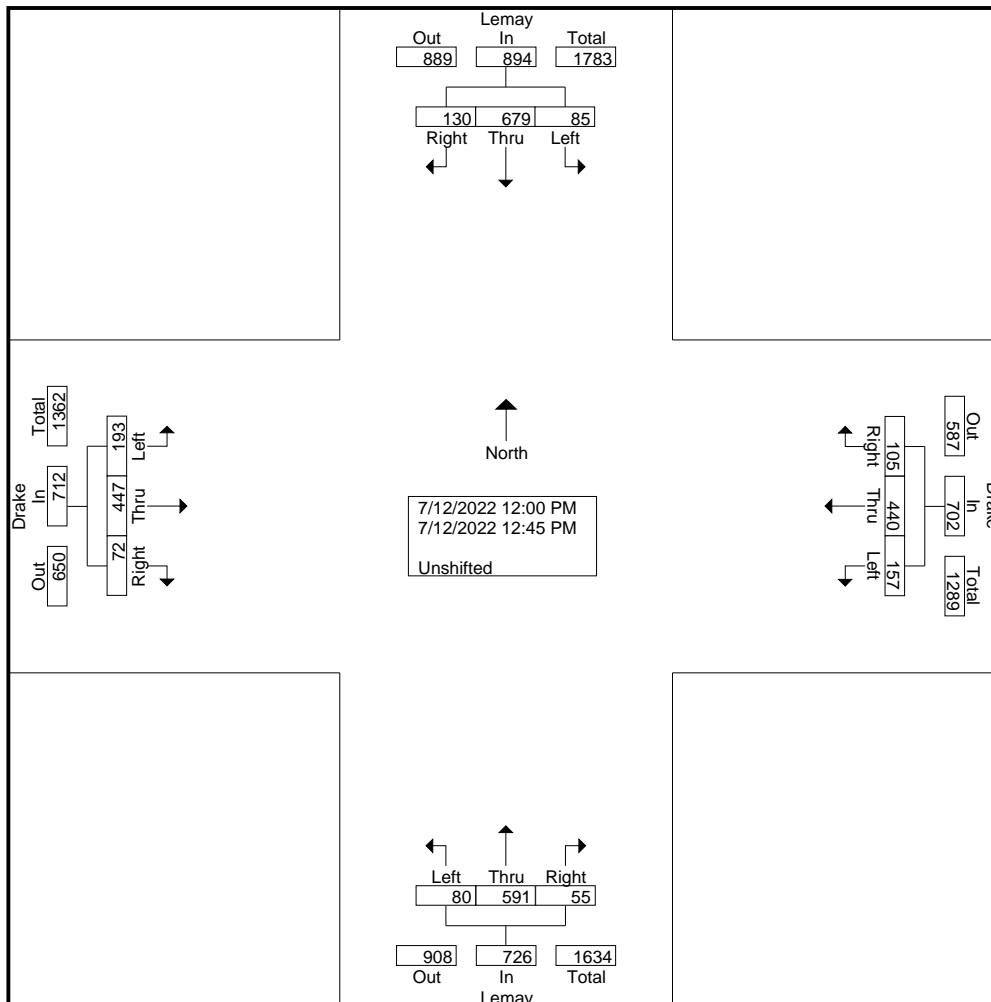 Lemay
Out In Total
889 894 1783
130 679 85
Right Thru Left
Drake
Total In Out
1362 712 650
193 447 72
Left Thru Right
North
7/12/2022 12:00 PM
7/12/2022 12:45 PM
Unshifted
Right Thru Left
105 440 157
Out In Total
587 702 1289
Drake
Left Thru Right
80 591 55
908 726 1634
Out In Total
Lemay